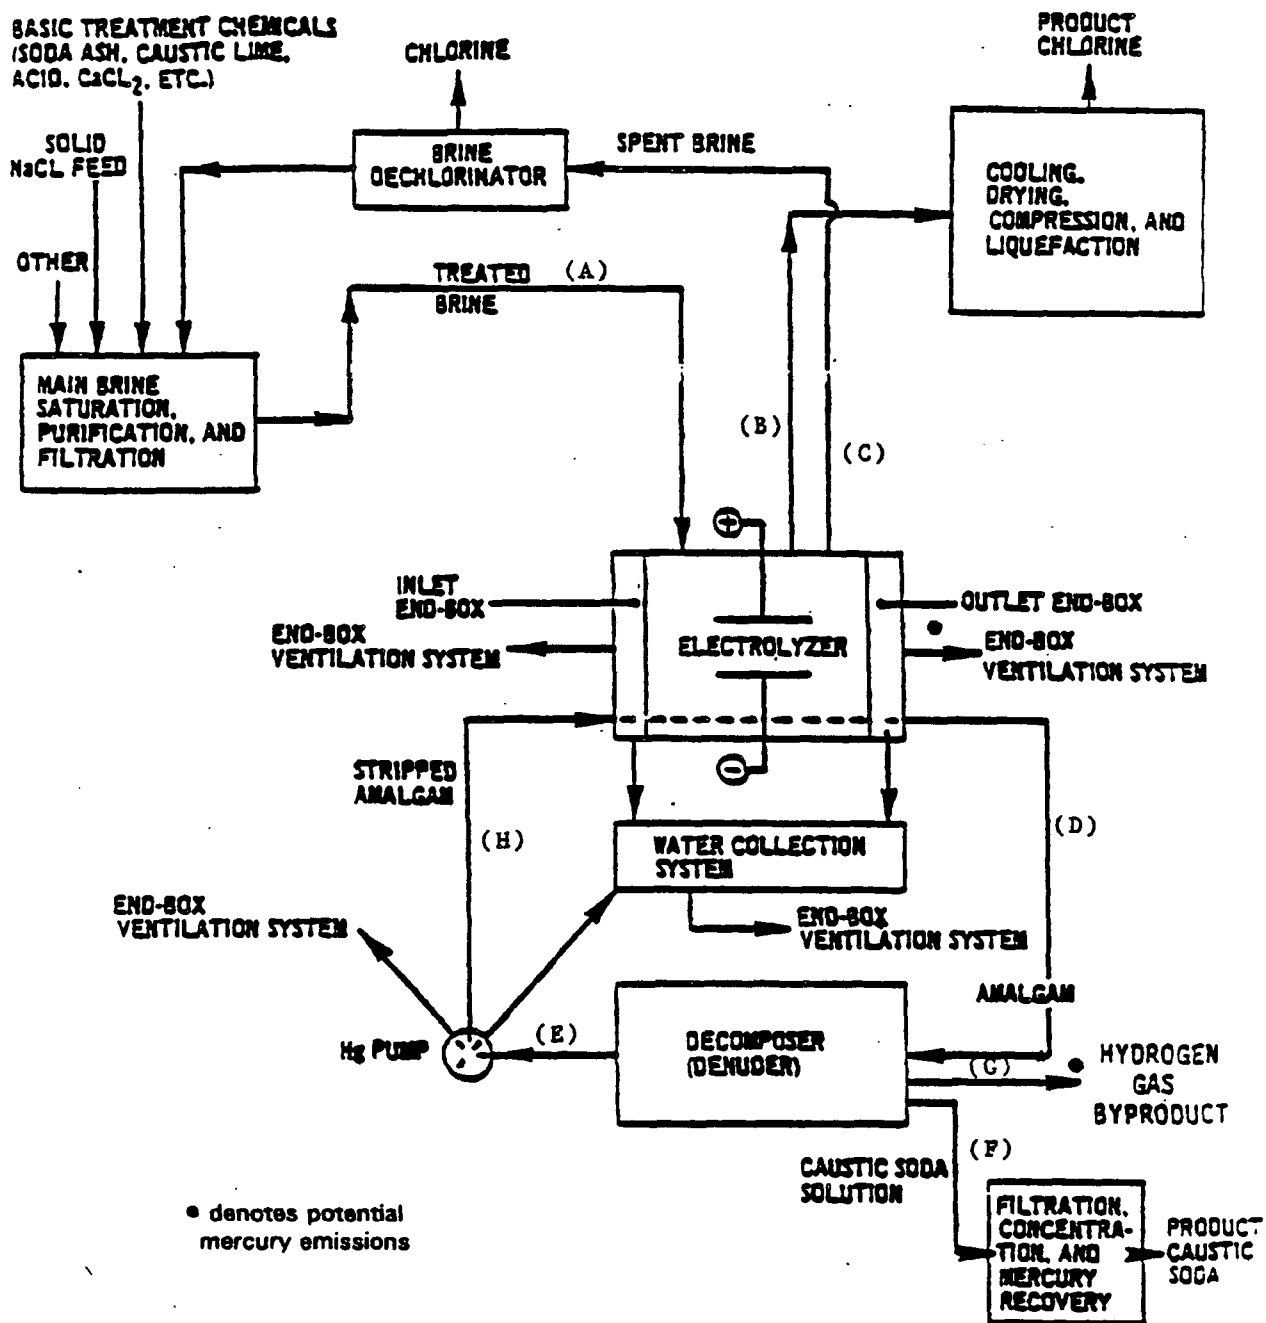 BASIC TREATMENT CHEMICALS
(SODA ASH, CAUSTIC LIME,
ACID, CaCL2, ETC.)
CHLORINE
PRODUCT
CHLORINE
SOLID
NaCL FEED
BRINE
DECHLORINATOR
SPENT BRINE
COOLING,
DRYING,
COMPRESSION, AND
LIQUEFACTION
OTHER
TREATED (A)
BRINE
MAIN BRINE
SATURATION,
PURIFICATION, AND
FILTRATION
(B)
(C)
+
INLET
END-BOX
OUTLET END-BOX
END-BOX
VENTILATION SYSTEM
ELECTROLYZER
● END-BOX
VENTILATION SYSTEM
−
STRIPPED
AMALGAM
(H)
(D)
WATER COLLECTION
SYSTEM
END-BOX
VENTILATION SYSTEM
END-BOX
VENTILATION SYSTEM
AMALGAM
Hg PUMP
(E)
DECOMPOSER
(DENUDER)
(G)
● HYDROGEN
GAS
BYPRODUCT
(F)
CAUSTIC SODA
SOLUTION
● denotes potential
mercury emissions
FILTRATION,
CONCENTRA-
TION, AND
MERCURY
RECOVERY
PRODUCT
CAUSTIC
SODA